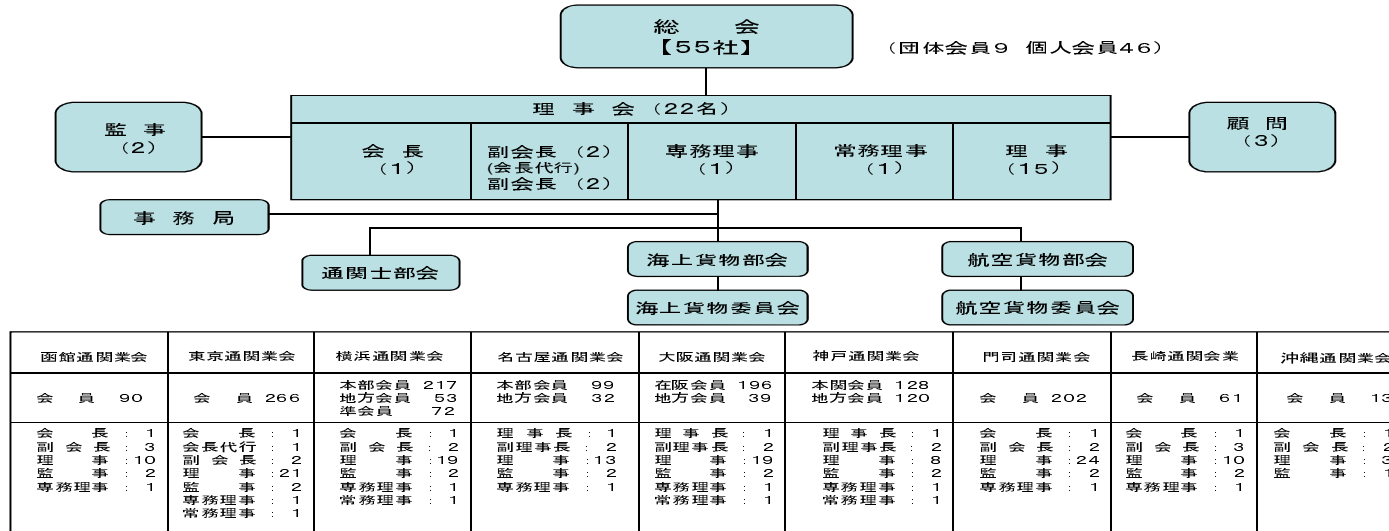 総　会
【55社】
(団体会員9 個人会員46)
理 事 会 (22名)
監 事
(2)
会 長
(1)
副会長 (2)
(会長代行)
副会長 (2)
専務理事
(1)
常務理事
(1)
理 事
(15)
顧 問
(3)
事 務 局
通関士部会
海上貨物部会
航空貨物部会
海上貨物委員会
航空貨物委員会
函館通関業会
会 員 90
会 長 : 1
副 会 長 : 3
理 事 : 10
監 事 : 2
専務理事 : 1
東京通関業会
会 員 266
会 長 : 1
会長代行 : 1
副 会 長 : 2
理 事 : 21
監 事 : 2
専務理事 : 1
常務理事 : 1
横浜通関業会
本部会員 217
地方会員 53
準会員 72
会 長 : 1
副 会 長 : 2
理 事 : 19
監 事 : 2
専務理事 : 1
常務理事 : 1
名古屋通関業会
本部会員 99
地方会員 32
理 事 長 : 1
副理事長 : 2
理 事 : 13
監 事 : 2
専務理事 : 1
大阪通関業会
在阪会員 196
地方会員 39
理 事 長 : 1
副理事長 : 2
理 事 : 19
監 事 : 2
専務理事 : 1
常務理事 : 1
神戸通関業会
本関会員 128
地方会員 120
理 事 長 : 1
副理事長 : 2
理 事 : 8
監 事 : 2
専務理事 : 1
常務理事 : 1
門司通関業会
会 員 202
会 長 : 1
副 会 長 : 2
理 事 : 24
監 事 : 2
専務理事 : 1
長崎通関会業
会 員 61
会 長 : 1
副 会 長 : 3
理 事 : 10
監 事 : 2
専務理事 : 1
沖縄通関業会
会 員 13
会 長 :
副 会 長 :
理 事 :
監 事 :